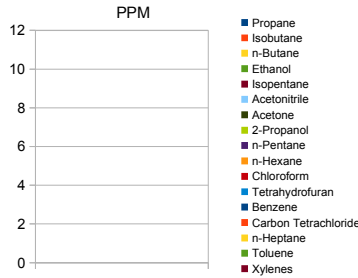 PPM
12
10
8
6
4
2
0
Propane
Isobutane
n-Butane
Ethanol
Isopentane
Acetonitrile
Acetone
2-Propanol
n-Pentane
n-Hexane
Chloroform
Tetrahydrofuran
Benzene
Carbon Tetrachloride
n-Heptane
Toluene
Xylenes